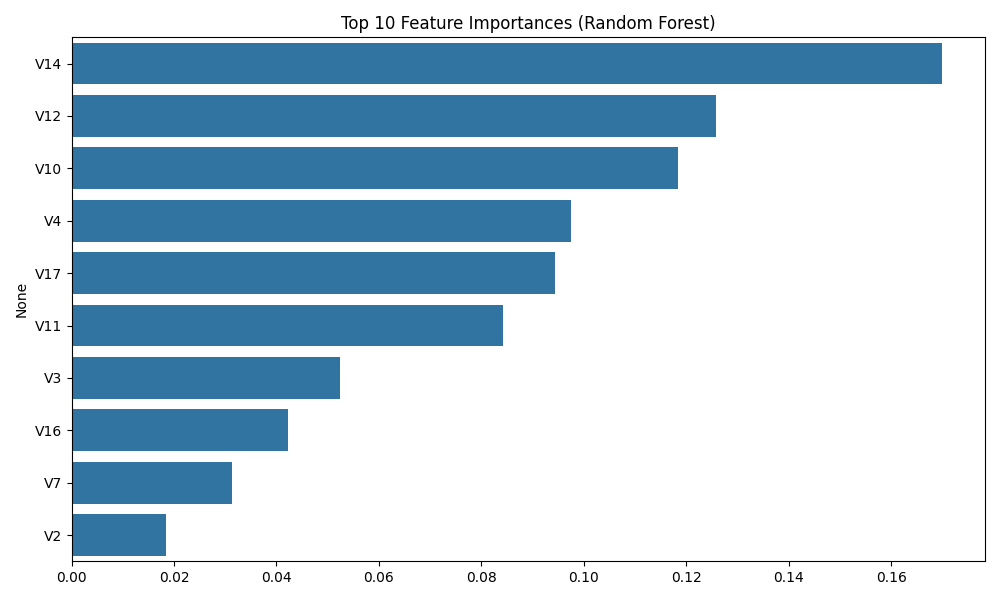 Top 10 Feature Importances (Random Forest)
V14
V12
V10
V4
V17
V11
V3
V16
V7
V2
None
0.00 0.02 0.04 0.06 0.08 0.10 0.12 0.14 0.16